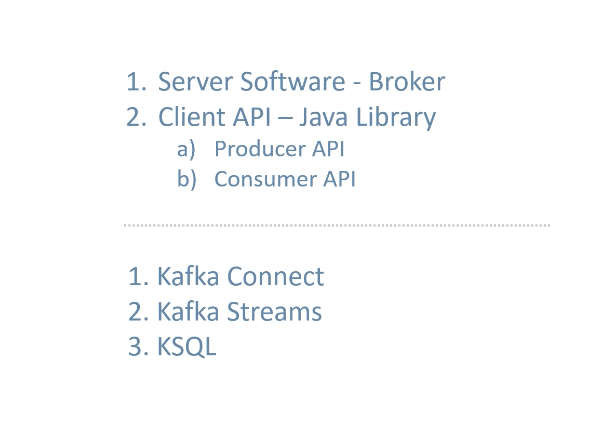 1. Server Software - Broker
2. Client API – Java Library
a) Producer API
b) Consumer API
1. Kafka Connect
2. Kafka Streams
3. KSQL